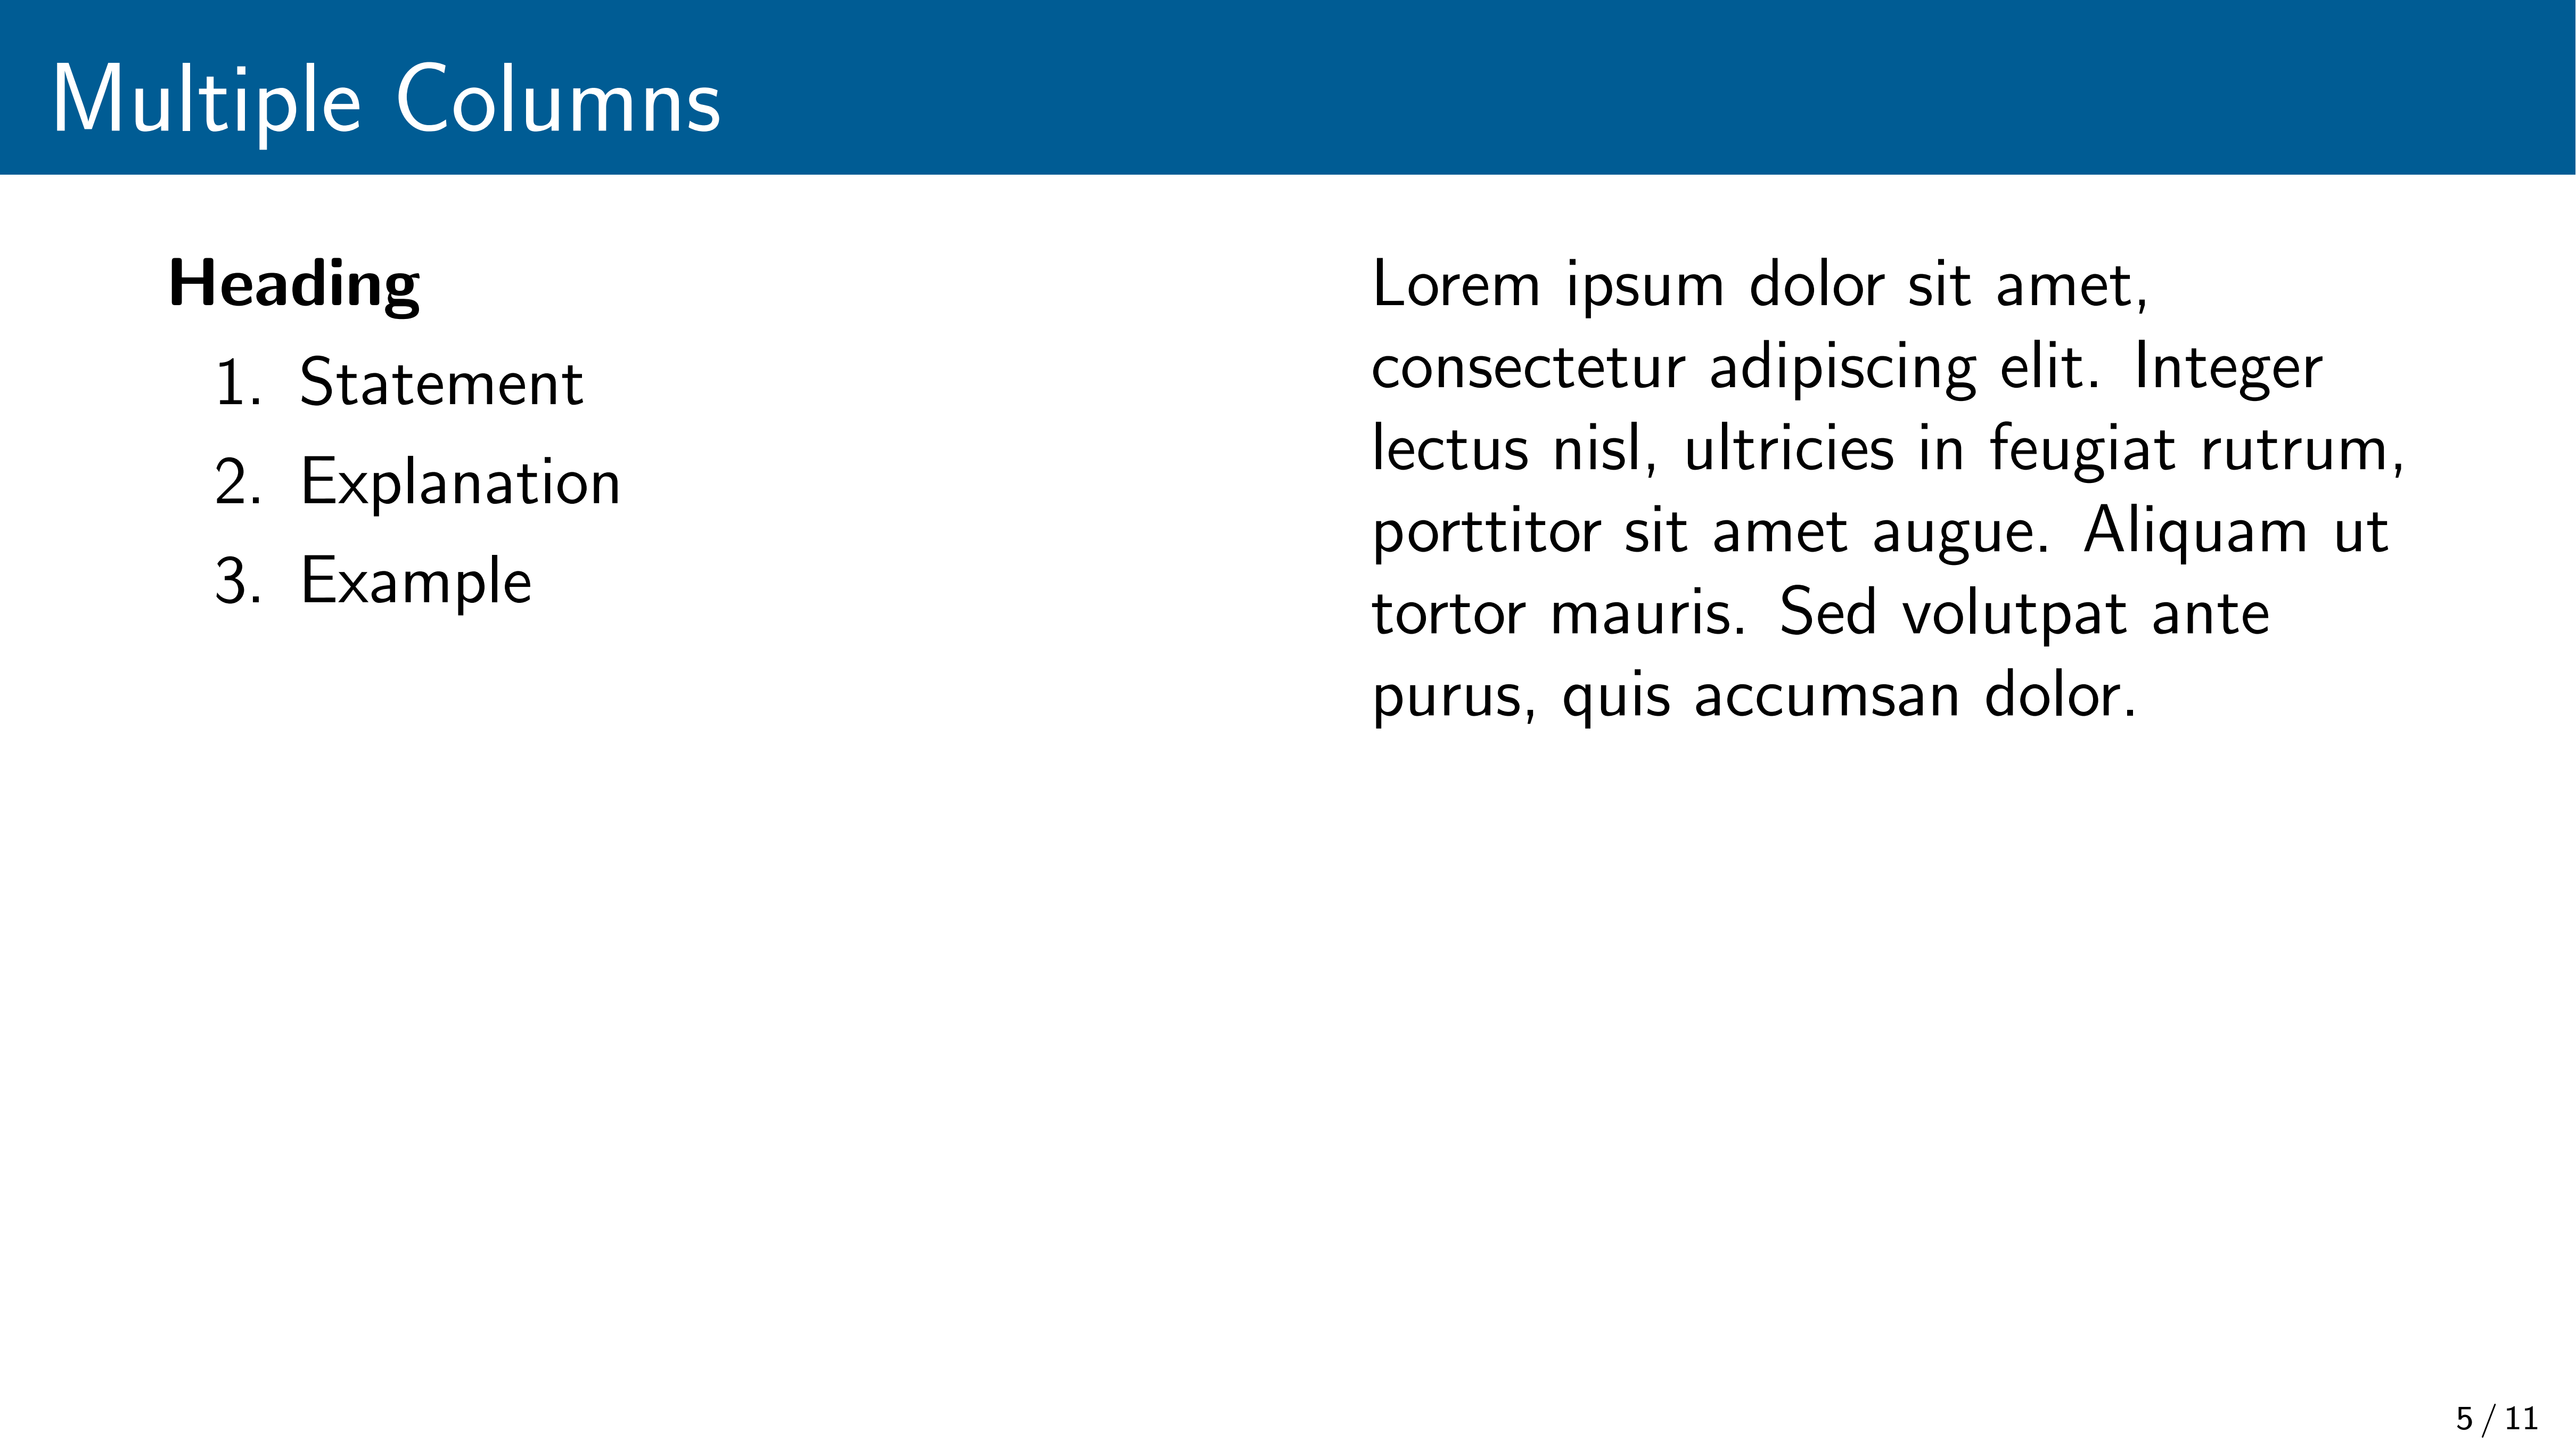 Multiple Columns
Heading
1. Statement
2. Explanation
3. Example
Lorem ipsum dolor sit amet,
consectetur adipiscing elit. Integer
lectus nisl, ultricies in feugiat rutrum,
porttitor sit amet augue. Aliquam ut
tortor mauris. Sed volutpat ante
purus, quis accumsan dolor.
5 / 11